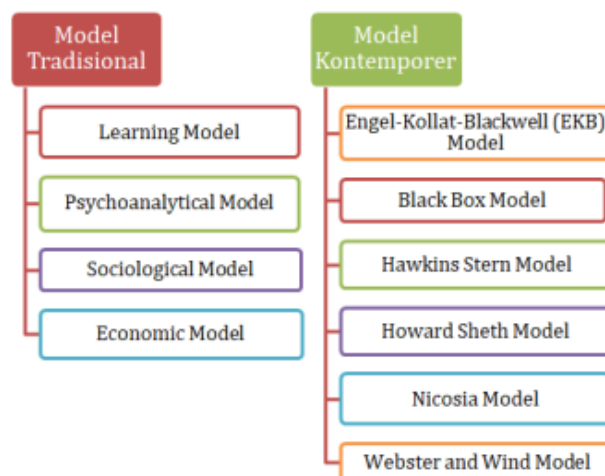 Model
Tradisional
Learning Model
Psychoanalytical Model
Sociological Model
Economic Model
Model
Kontemporer
Engel-Kollat-Blackwell (EKB)
Model
Black Box Model
Hawkins Stern Model
Howard Sheth Model
Nicosia Model
Webster and Wind Model